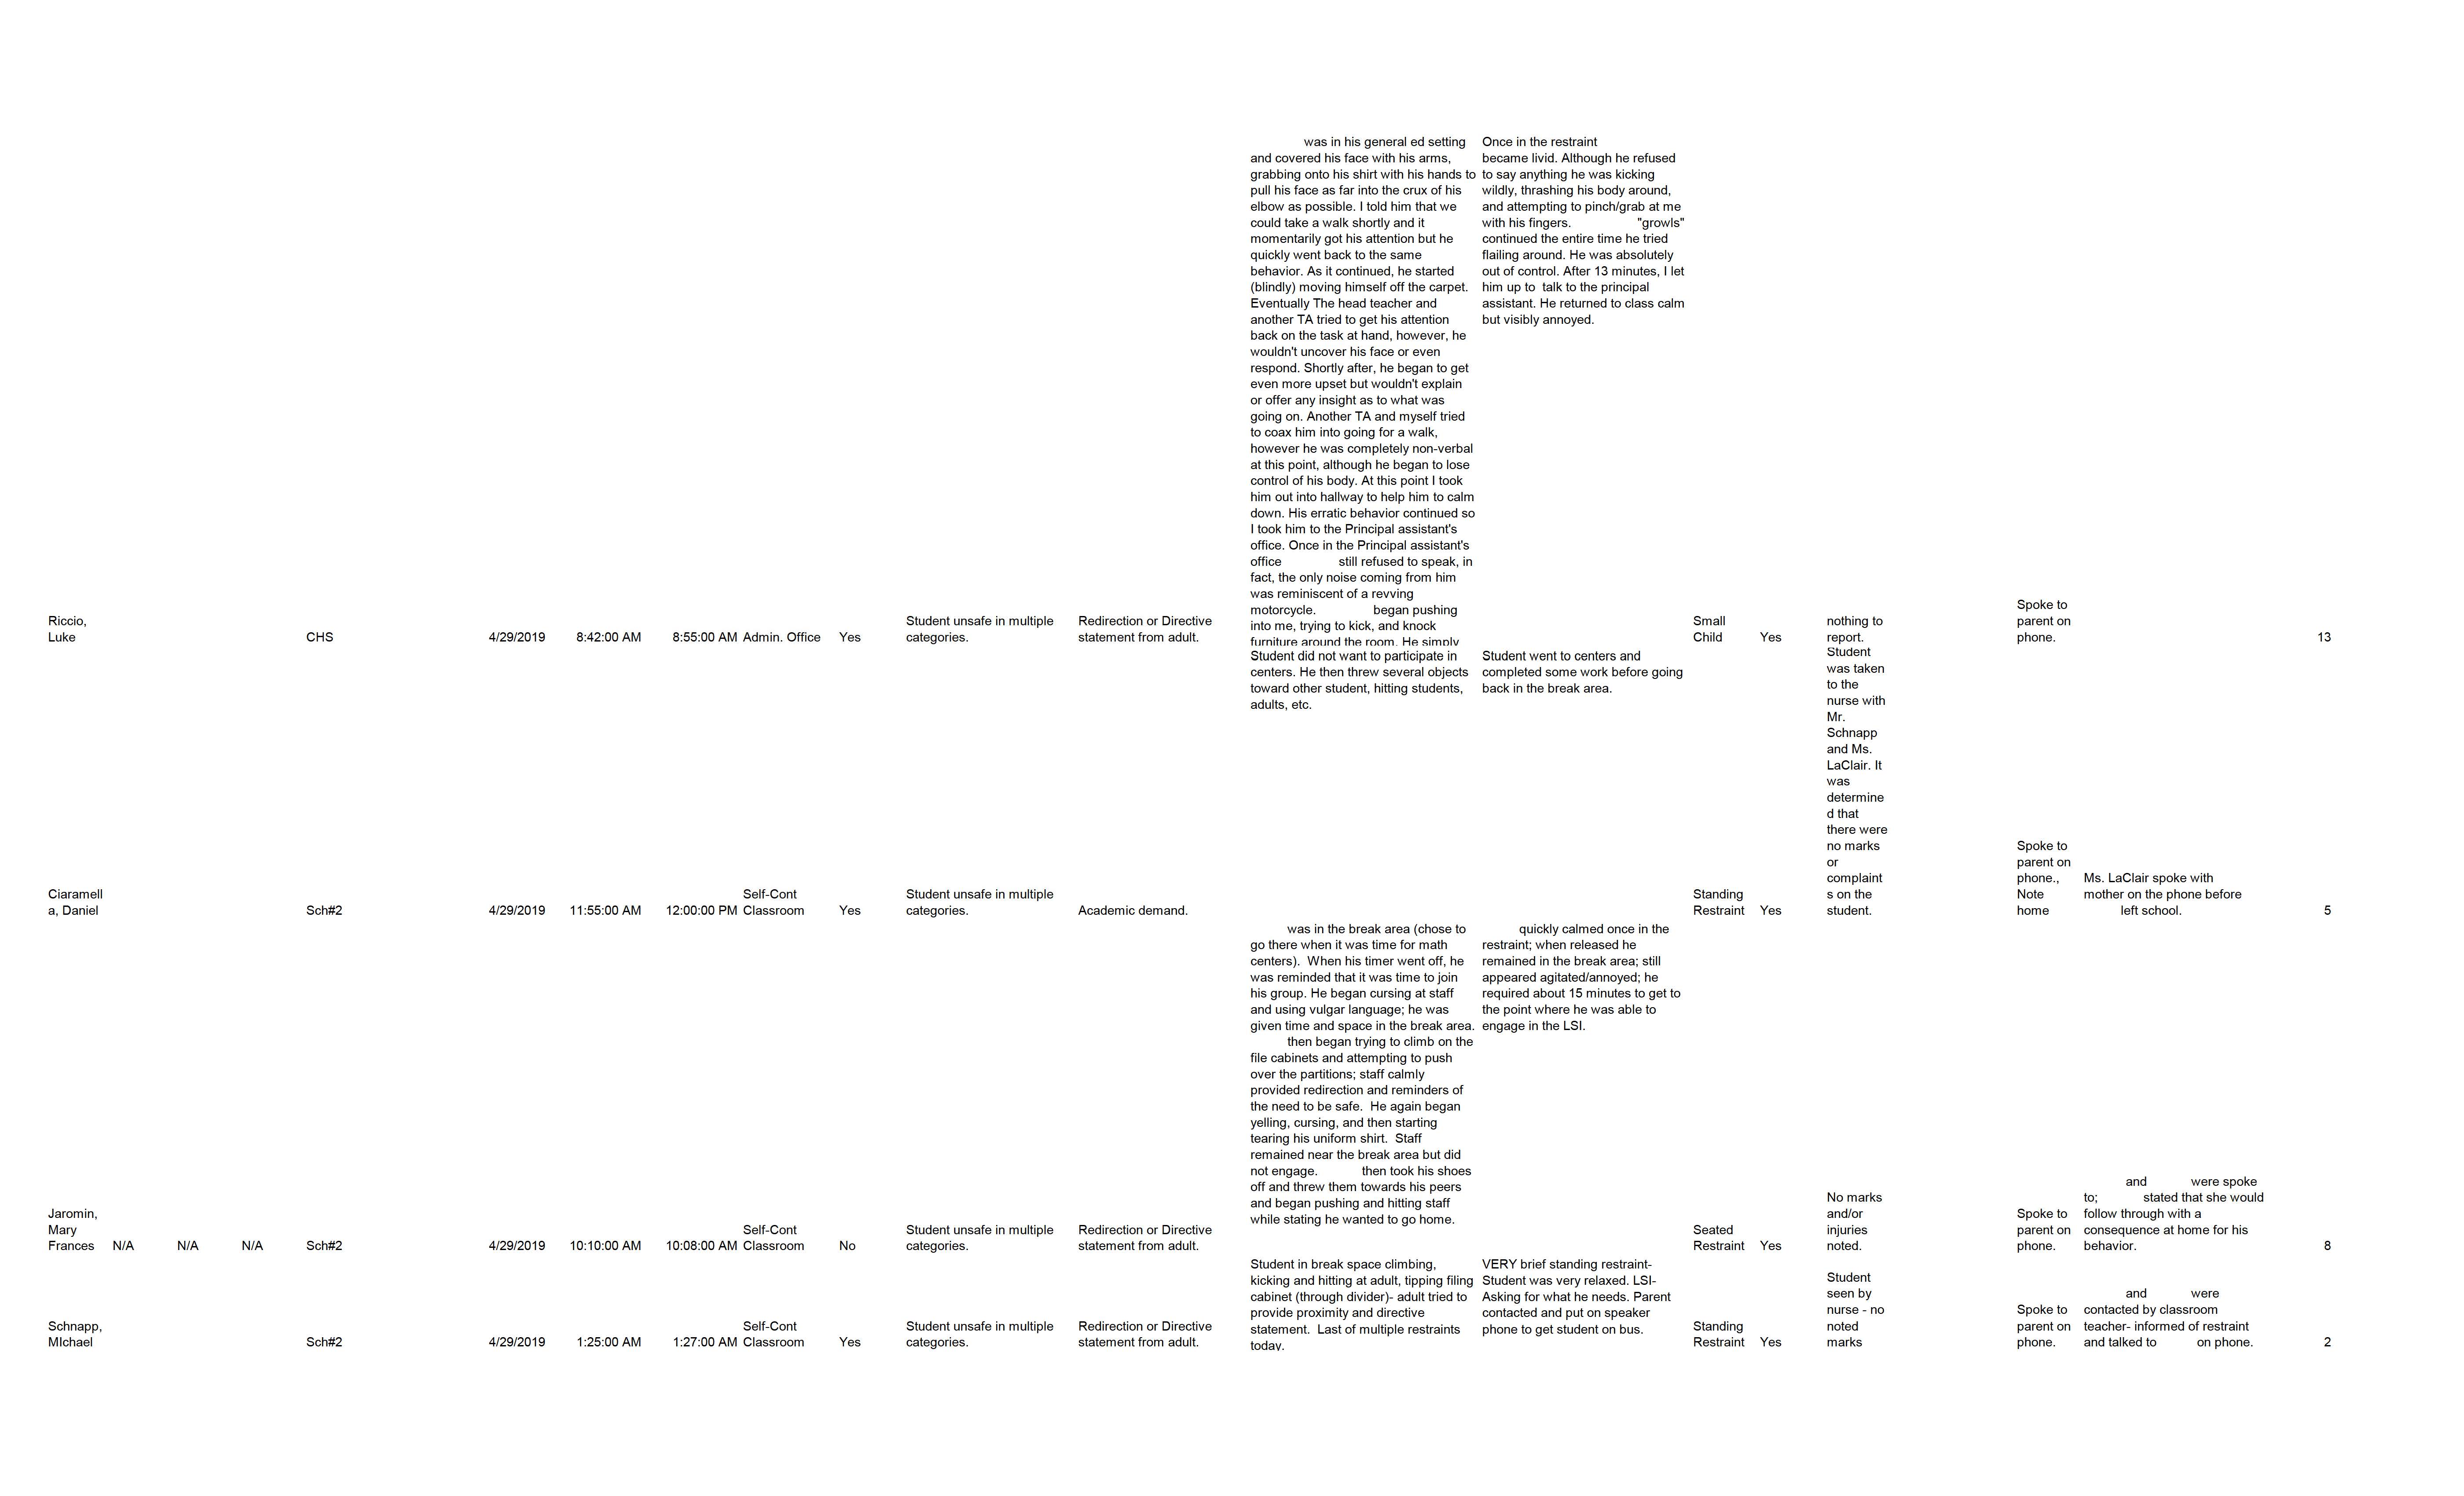 was in his general ed setting
and covered his face with his arms,
grabbing onto his shirt with his hands to
pull his face as far into the crux of his
elbow as possible. I told him that we
could take a walk shortly and it
momentarily got his attention but he
quickly went back to the same
behavior. As it continued, he started
(blindly) moving himself off the carpet.
Eventually The head teacher and
another TA tried to get his attention
back on the task at hand, however, he
wouldn't uncover his face or even
respond. Shortly after, he began to get
even more upset but wouldn't explain
or offer any insight as to what was
going on. Another TA and myself tried
to coax him into going for a walk,
however he was completely non-verbal
at this point, although he began to lose
control of his body. At this point I took
him out into hallway to help him to calm
down. His erratic behavior continued so
I took him to the Principal assistant's
office. Once in the Principal assistant's
office still refused to speak, in
fact, the only noise coming from him
was reminiscent of a revving
motorcycle. began pushing
into me, trying to kick, and knock
furniture around the room. He simply
Once in the restraint
became livid. Although he refused
to say anything he was kicking
wildly, thrashing his body around,
and attempting to pinch/grab at me
with his fingers. "growls"
continued the entire time he tried
flailing around. He was absolutely
out of control. After 13 minutes, I let
him up to  talk to the principal
assistant. He returned to class calm
but visibly annoyed.
Riccio,
Luke
CHS
4/29/2019
8:42:00 AM
8:55:00 AM
Admin. Office
Yes
Student unsafe in multiple
categories.
Redirection or Directive
statement from adult.
Small
Child
Yes
nothing to
report.
Spoke to
parent on
phone.
13
Student did not want to participate in
centers. He then threw several objects
toward other student, hitting students,
adults, etc.
Student went to centers and
completed some work before going
back in the break area.
Ciaramell
a, Daniel
Sch#2
4/29/2019
11:55:00 AM
12:00:00 PM
Self-Cont
Classroom
Yes
Student unsafe in multiple
categories.
Academic demand.
Standing
Restraint
Yes
Student
was taken
to the
nurse with
Mr.
Schnapp
and Ms.
LaClair. It
was
determine
d that
there were
no marks
or
complaint
s on the
student.
Spoke to
parent on
phone.,
Note
home
Ms. LaClair spoke with
mother on the phone before
left school.
5
was in the break area (chose to
go there when it was time for math
centers).  When his timer went off, he
was reminded that it was time to join
his group. He began cursing at staff
and using vulgar language; he was
given time and space in the break area.
then began trying to climb on the
file cabinets and attempting to push
over the partitions; staff calmly
provided redirection and reminders of
the need to be safe.  He again began
yelling, cursing, and then starting
tearing his uniform shirt.  Staff
remained near the break area but did
not engage. then took his shoes
off and threw them towards his peers
and began pushing and hitting staff
while stating he wanted to go home.
quickly calmed once in the
restraint; when released he
remained in the break area; still
appeared agitated/annoyed; he
required about 15 minutes to get to
the point where he was able to
engage in the LSI.
Jaromin,
Mary
Frances
N/A
N/A
N/A
Sch#2
4/29/2019
10:10:00 AM
10:08:00 AM
Self-Cont
Classroom
No
Student unsafe in multiple
categories.
Redirection or Directive
statement from adult.
Seated
Restraint
Yes
No marks
and/or
injuries
noted.
Spoke to
parent on
phone.
and were spoke
to; stated that she would
follow through with a
consequence at home for his
behavior.
8
Student in break space climbing,
kicking and hitting at adult, tipping filing
cabinet (through divider)- adult tried to
provide proximity and directive
statement.  Last of multiple restraints
today.
VERY brief standing restraint-
Student was very relaxed. LSI-
Asking for what he needs. Parent
contacted and put on speaker
phone to get student on bus.
Schnapp,
MIchael
Sch#2
4/29/2019
1:25:00 AM
1:27:00 AM
Self-Cont
Classroom
Yes
Student unsafe in multiple
categories.
Redirection or Directive
statement from adult.
Standing
Restraint
Yes
Student
seen by
nurse - no
noted
marks
Spoke to
parent on
phone.
and were
contacted by classroom
teacher- informed of restraint
and talked to on phone.
2